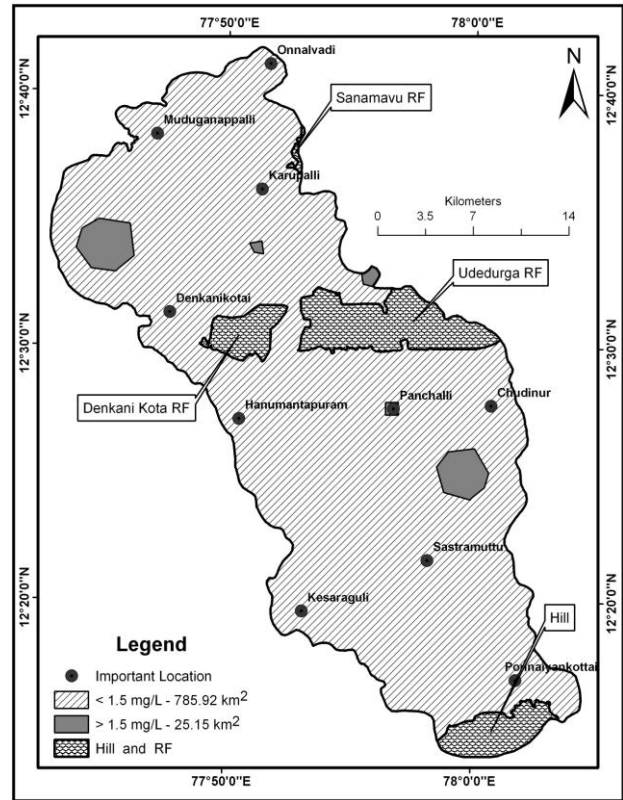 77°50'0"E
78°0'0"E
Onnalvadi
N
12°40'0"N
12°40'0"N
Sanamavu RF
Muduganappalli
Karupalli
Kilometers
0 3.5 7 14
Udedurga RF
Denkanikotai
12°30'0"N
12°30'0"N
Denkani Kota RF
Hanumantapuram
Panchalli
Chudinur
Sastramuttu
Kesaraguli
12°20'0"N
12°20'0"N
Hill
Legend
Ponnaiyankottai
Important Location
< 1.5 mg/L - 785.92 km²
> 1.5 mg/L - 25.15 km²
Hill and RF
77°50'0"E
78°0'0"E